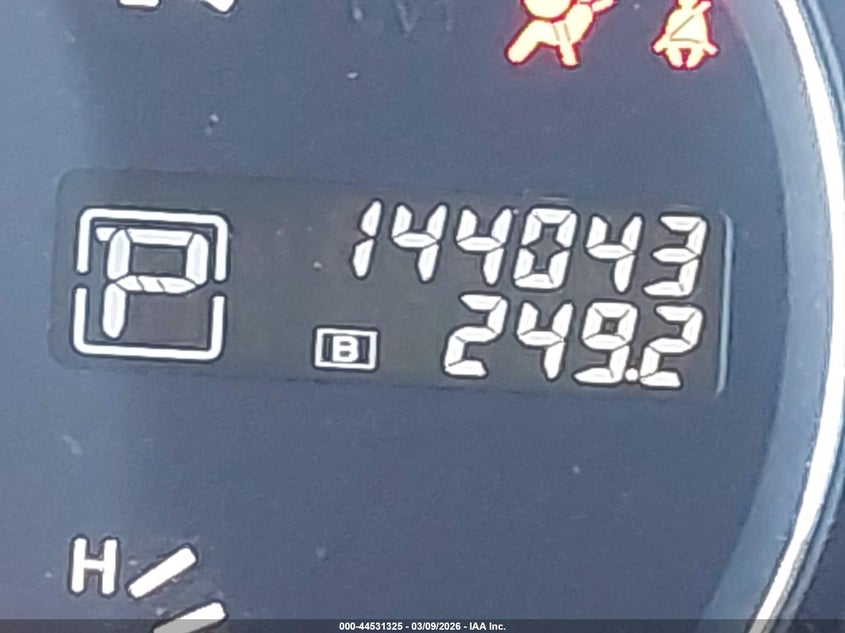 144043
P
B 249.2
H
000-44531325 - 03/09/2026 - IAA Inc.